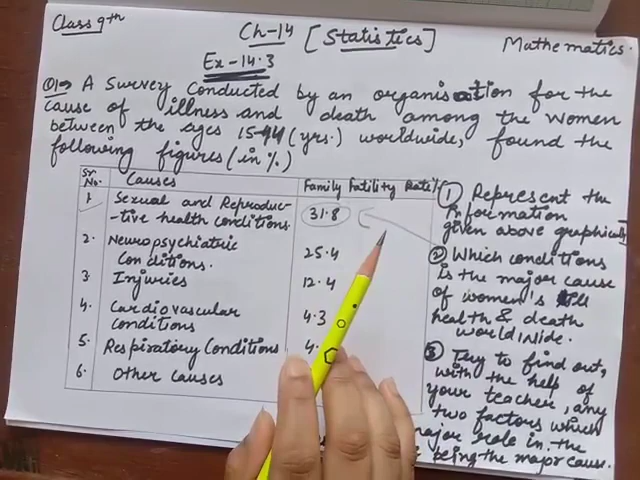 Class 9th
Ch-14 [Statistics]
Mathematics.
Ex-14.3
Q1⇒ A Survey Conducted by an organisation for the
cause of illness and death among the women
between the ages 15-44 (yrs.) worldwide, found the
following figures (in %)
Sr. No. Causes Family Fatility Rate %
1. Sexual and Reproduc-
-tive health conditions. 31.8
2. Neuropsychiatric
Conditions. 25.4
3 Injuries 12.4
4. Cardiovascular
conditions 4.3
5. Respiratory Conditions 4.
6. Other Causes
① Represent the
information
given above graphically
② Which conditions
is the major cause
of women's ill
health & death
worldwide.
③ Try to find out,
with the help of
your teacher, any
two factors which
major role in the
being the major cause.